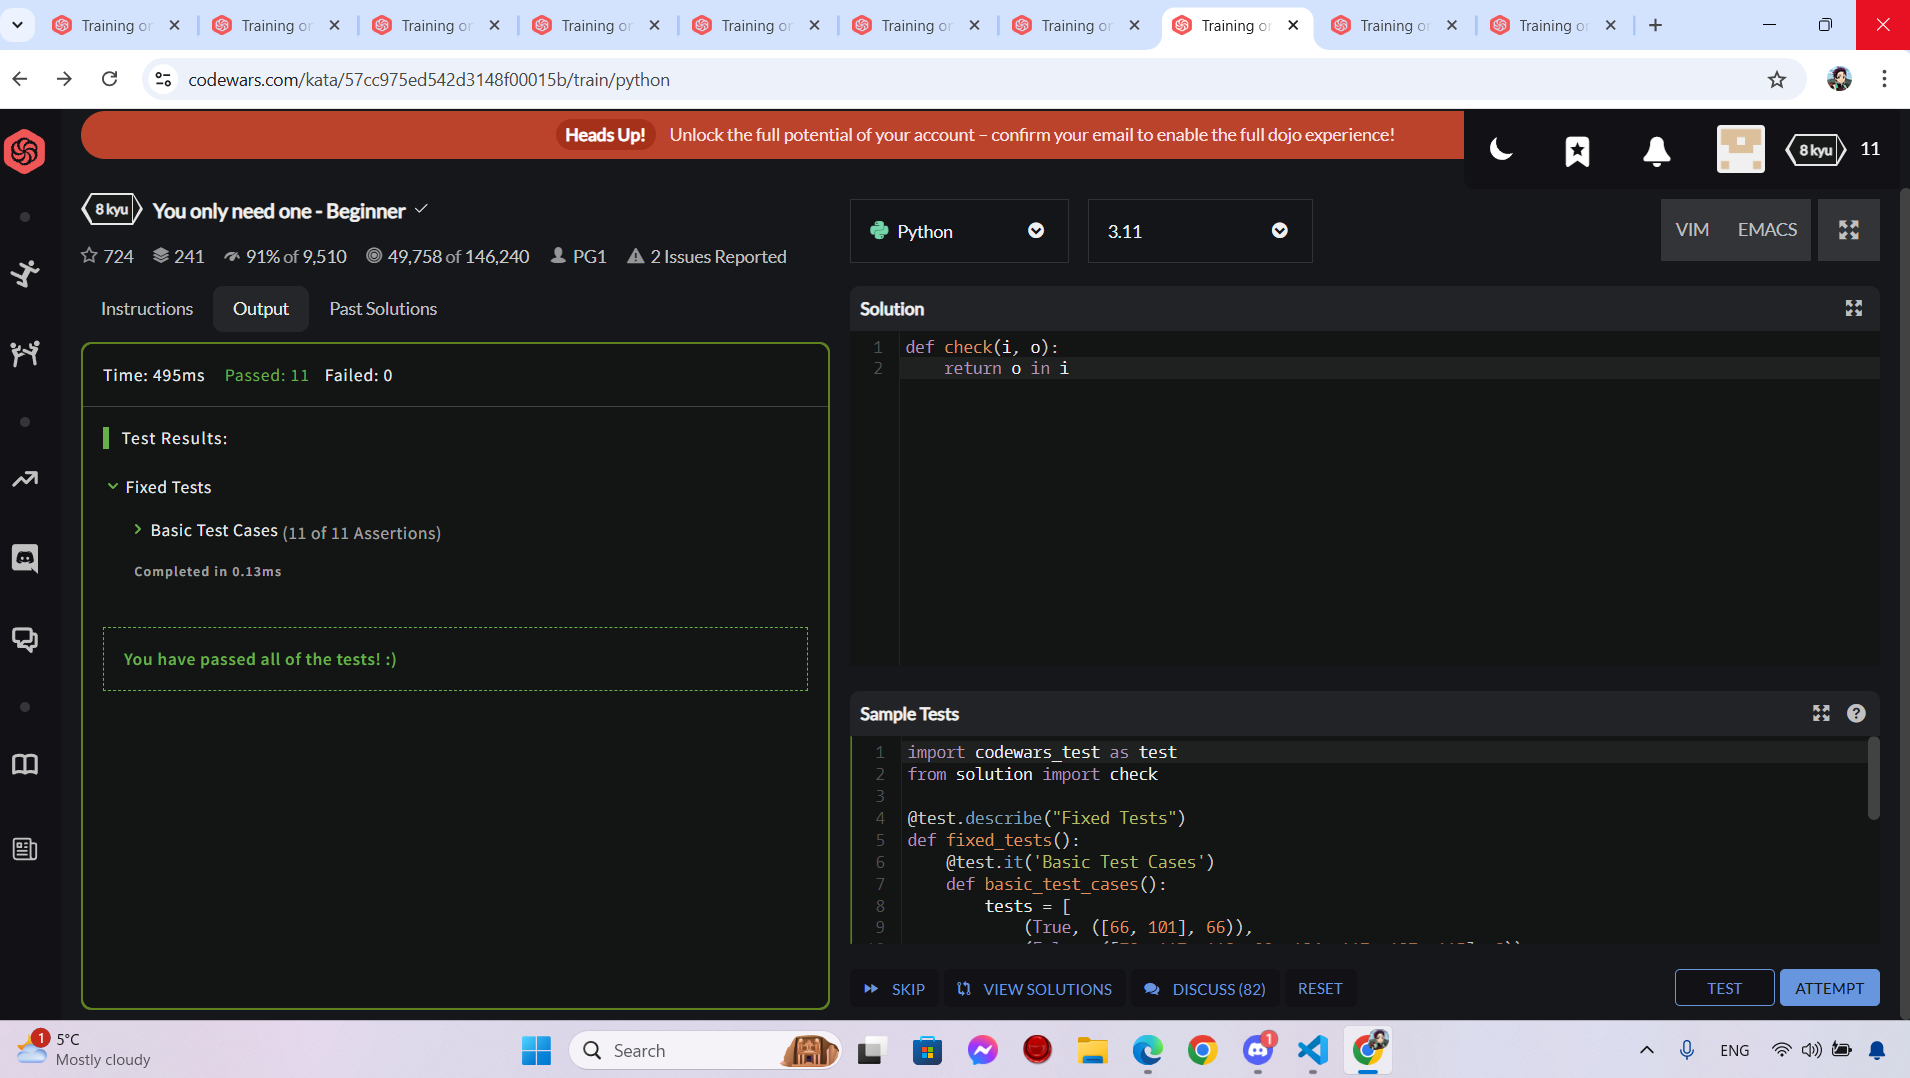 Training or
Training or
Training or
Training or
Training or
Training or
Training or
Training or
Training or
Training or
codewars.com/kata/57cc975ed542d3148f00015b/train/python
Heads Up! Unlock the full potential of your account – confirm your email to enable the full dojo experience!
8 kyu 11
8 kyu You only need one - Beginner
724 241 91% of 9,510 49,758 of 146,240 PG1 2 Issues Reported
Python 3.11 VIM EMACS
Instructions Output Past Solutions
Time: 495ms Passed: 11 Failed: 0
Test Results:
Fixed Tests
Basic Test Cases (11 of 11 Assertions)
Completed in 0.13ms
You have passed all of the tests! :)
Solution
1 def check(i, o):
2 return o in i
Sample Tests
1 import codewars_test as test
2 from solution import check
3
4 @test.describe("Fixed Tests")
5 def fixed_tests():
6 @test.it('Basic Test Cases')
7 def basic_test_cases():
8 tests = [
9 (True, ([66, 101], 66)),
SKIP VIEW SOLUTIONS DISCUSS (82) RESET TEST ATTEMPT
1 5°C
Mostly cloudy
Search
1
ENG